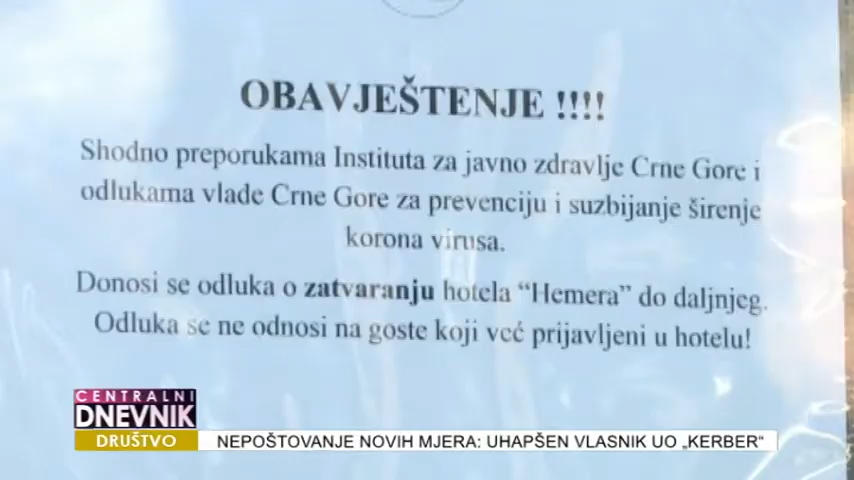 OBAVJEŠTENJE !!!!
Shodno preporukama Instituta za javno zdravlje Crne Gore i
odlukama vlade Crne Gore za prevenciju i suzbijanje širenje
korona virusa.
Donosi se odluka o zatvaranju hotela “Hemera” do daljnjeg.
Odluka se ne odnosi na goste koji već prijavljeni u hotelu!
CENTRALNI
DNEVNIK
DRUŠTVO
NEPOŠTOVANJE NOVIH MJERA: UHAPŠEN VLASNIK UO „KERBER“